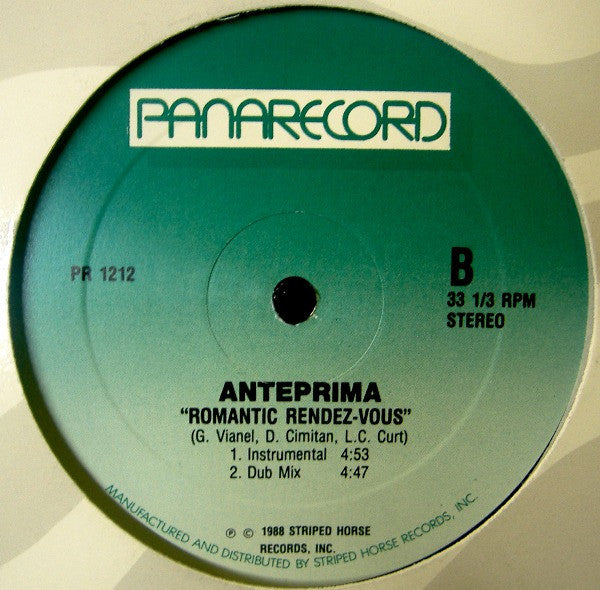 PANARECORD
PR 1212
B
33 1/3 RPM
STEREO
ANTEPRIMA
"ROMANTIC RENDEZ-VOUS"
(G. Vianel, D. Cimitan, L.C. Curt)
1. Instrumental 4:53
2. Dub Mix 4:47
℗ © 1988 STRIPED HORSE
RECORDS, INC.
MANUFACTURED AND DISTRIBUTED BY STRIPED HORSE RECORDS, INC.